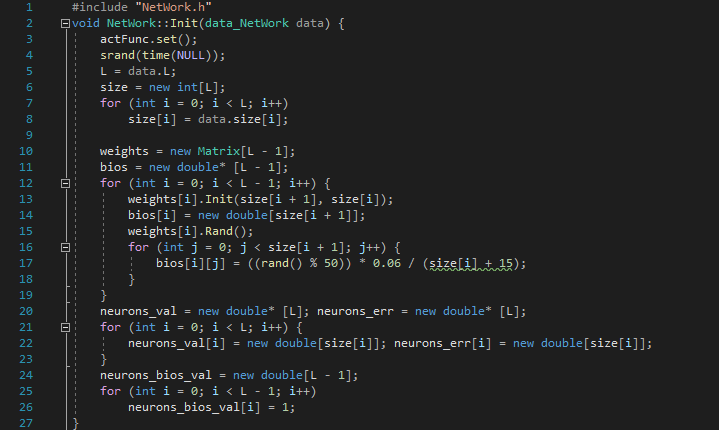 1 #include "NetWork.h"
2 void NetWork::Init(data_NetWork data) {
3     actFunc.set();
4     srand(time(NULL));
5     L = data.L;
6     size = new int[L];
7     for (int i = 0; i < L; i++)
8         size[i] = data.size[i];
9
10     weights = new Matrix[L - 1];
11     bios = new double* [L - 1];
12     for (int i = 0; i < L - 1; i++) {
13         weights[i].Init(size[i + 1], size[i]);
14         bios[i] = new double[size[i + 1]];
15         weights[i].Rand();
16         for (int j = 0; j < size[i + 1]; j++) {
17             bios[i][j] = ((rand() % 50)) * 0.06 / (size[i] + 15);
18         }
19     }
20     neurons_val = new double* [L]; neurons_err = new double* [L];
21     for (int i = 0; i < L; i++) {
22         neurons_val[i] = new double[size[i]]; neurons_err[i] = new double[size[i]];
23     }
24     neurons_bios_val = new double[L - 1];
25     for (int i = 0; i < L - 1; i++)
26         neurons_bios_val[i] = 1;
27 }